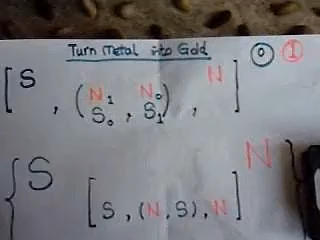 Turn Metal into Gold 0 1
[ S , ( N₁ S₀ , N₀ S₁ ) , N ]
{ S [ S , (N, S), N ] N }